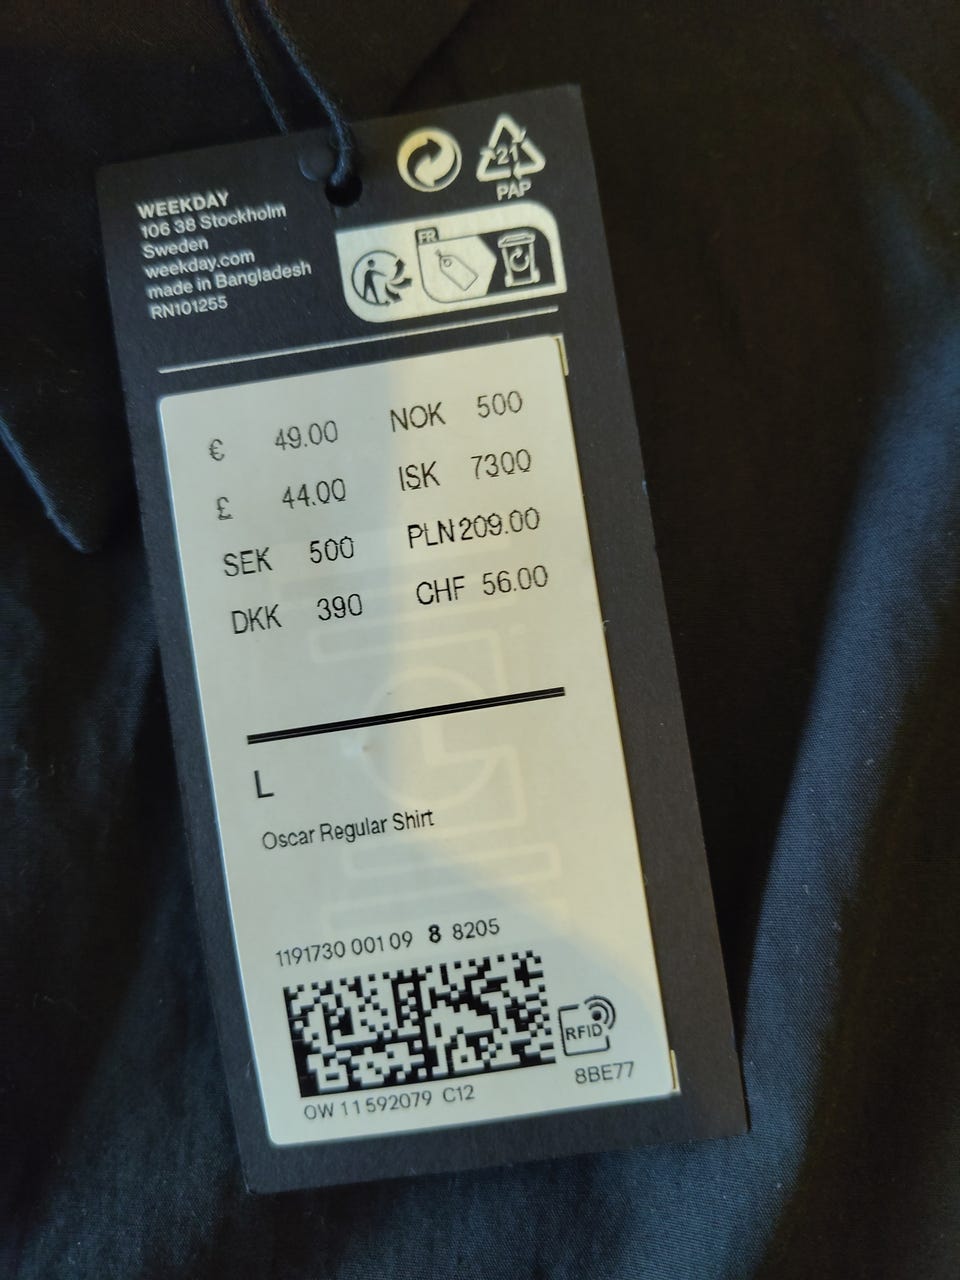 WEEKDAY
106 38 Stockholm
Sweden
weekday.com
made in Bangladesh
RN101255
21
PAP
FR
€ 49.00 NOK 500
£ 44.00 ISK 7300
SEK 500 PLN 209.00
DKK 390 CHF 56.00
L
Oscar Regular Shirt
1191730 001 09 8 8205
RFID
OW 11592079 C12
8BE77